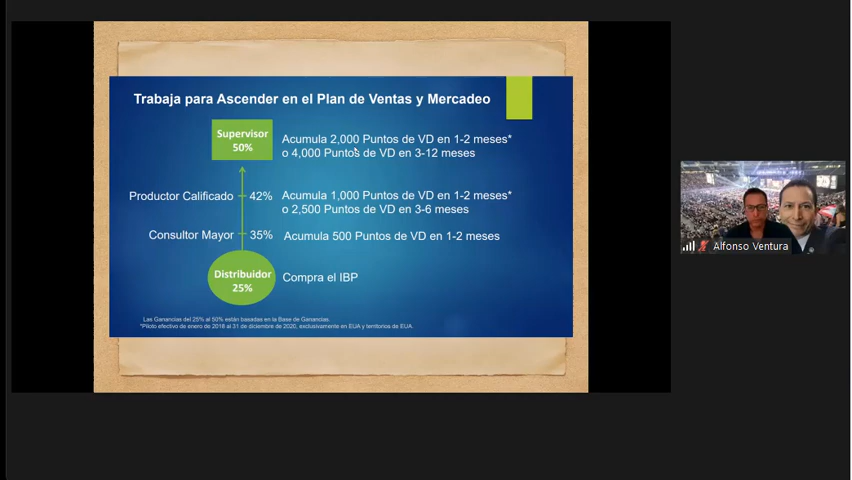 Trabaja para Ascender en el Plan de Ventas y Mercadeo
Supervisor
50%
Acumula 2,000 Puntos de VD en 1-2 meses*
o 4,000 Puntos de VD en 3-12 meses
Productor Calificado
42%
Acumula 1,000 Puntos de VD en 1-2 meses*
o 2,500 Puntos de VD en 3-6 meses
Consultor Mayor
35%
Acumula 500 Puntos de VD en 1-2 meses
Distribuidor
25%
Compra el IBP
Las Ganancias del 25% al 50% están basadas en la Base de Ganancias.
*Piloto efectivo de enero de 2018 al 31 de diciembre de 2020, exclusivamente en EUA y territorios de EUA.
Alfonso Ventura